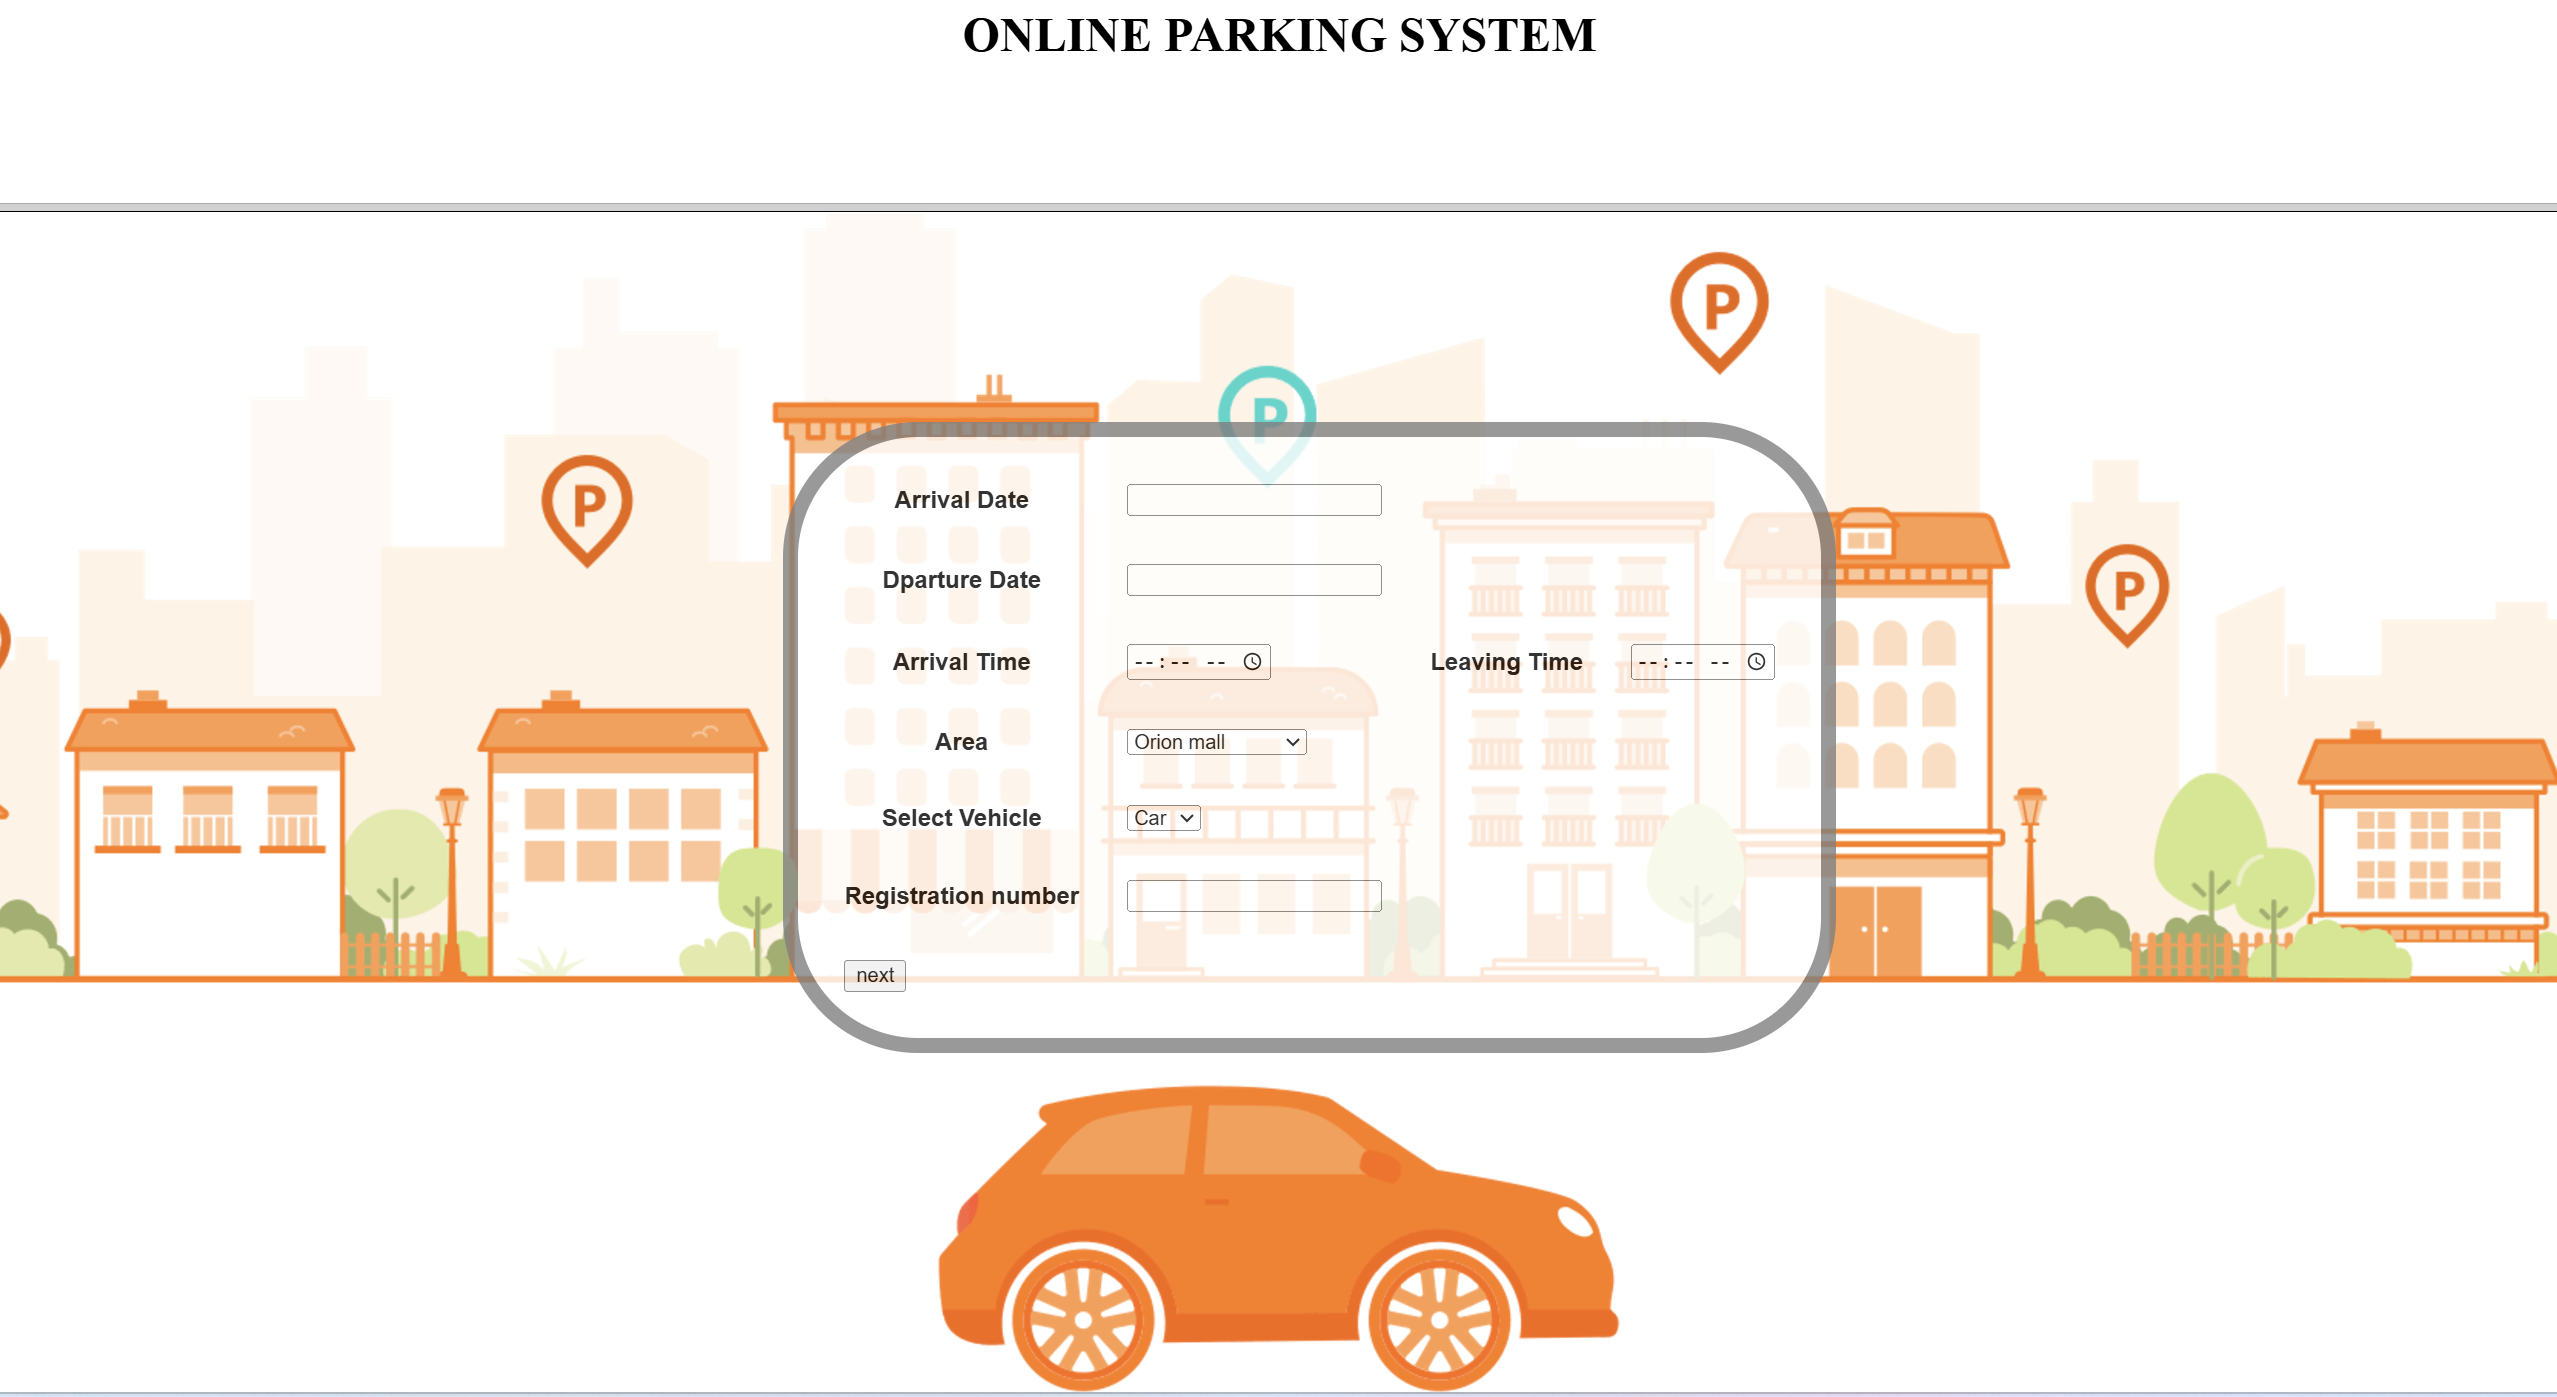 ONLINE PARKING SYSTEM
P
P
P
P
Arrival Date
Dparture Date
Arrival Time --:-- -- Leaving Time --:-- --
Area Orion mall
Select Vehicle Car
Registration number
next